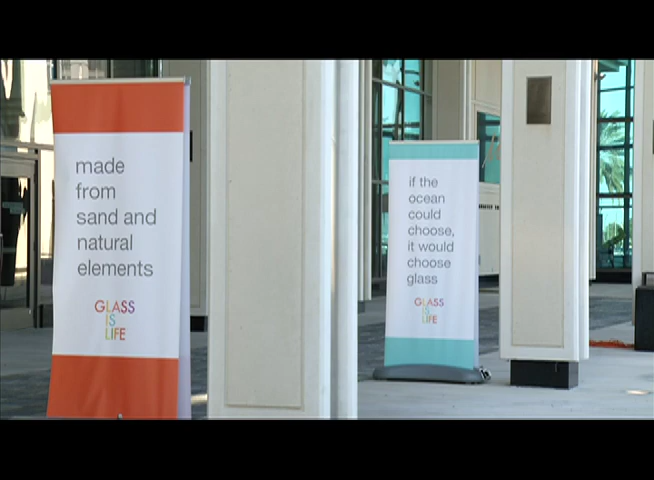 made
from
sand and
natural
elements
GLASS
IS
LIFE
if the
ocean
could
choose,
it would
choose
glass
GLASS
IS
LIFE